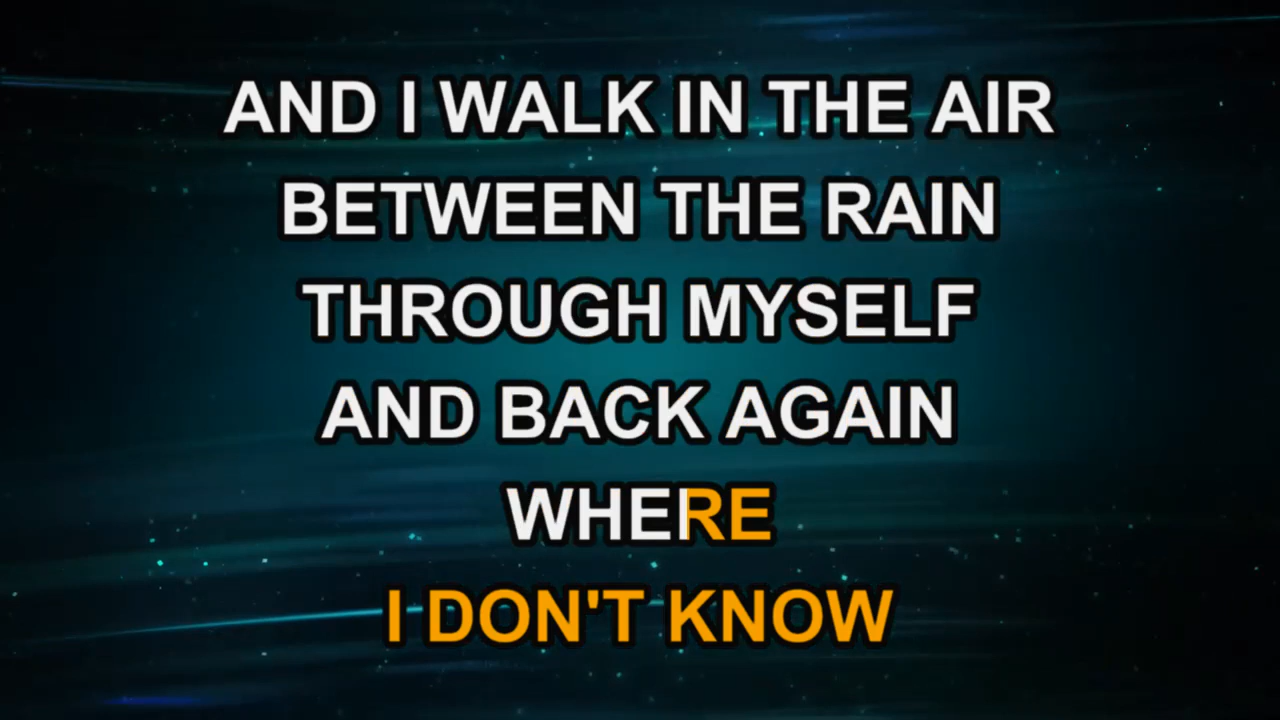 AND I WALK IN THE AIR
BETWEEN THE RAIN
THROUGH MYSELF
AND BACK AGAIN
WHERE
I DON'T KNOW